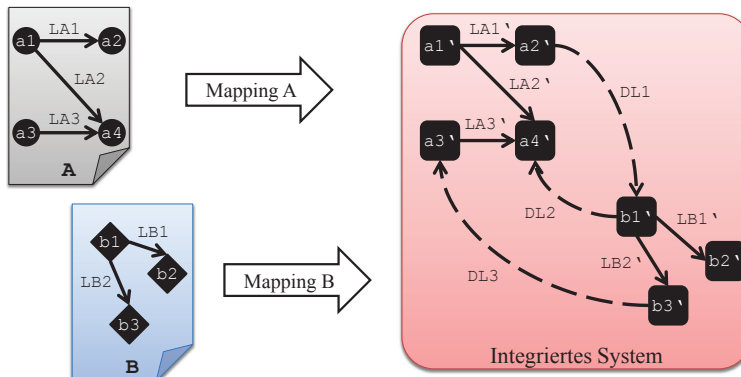 a1 LA1 a2
LA2
a3 LA3 a4
A
Mapping A
b1 LB1
b2
LB2
b3
B
Mapping B
a1‘ LA1‘ a2‘
LA2‘
DL1
a3‘ LA3‘ a4‘
DL2
b1‘ LB1‘
b2‘
LB2‘
DL3
b3‘
Integriertes System